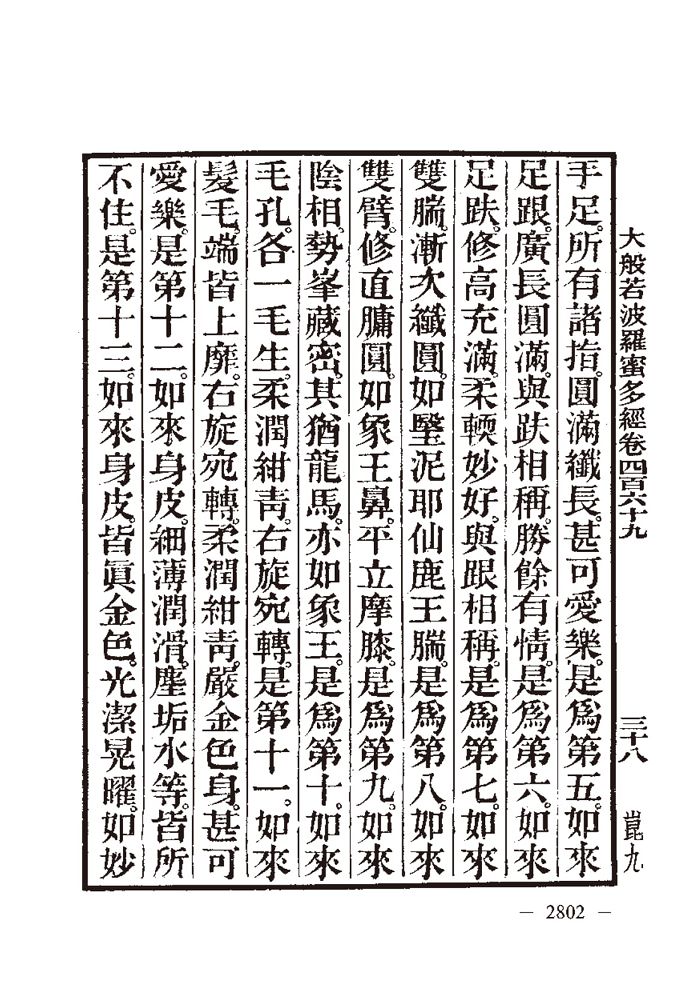 大般若波羅蜜多經卷四百六十九 三十八 崑九
手足。所有諸指。圓滿纖長。甚可愛樂。是爲第五。如來
足跟。廣長圓滿。與趺相稱。勝餘有情。是爲第六。如來
足趺。修高充滿。柔輭妙好。與跟相稱。是爲第七。如來
雙腨。漸次纖圓。如瑿泥耶仙鹿王腨。是爲第八。如來
雙臂。修直𦟛圓。如象王鼻。平立摩膝。是爲第九。如來
陰相。勢峯藏密。其猶龍馬。亦如象王。是爲第十。如來
毛孔。各一毛生。柔潤紺靑。右旋宛轉。是第十一。如來
髮毛。端皆上靡。右旋宛轉。柔潤紺靑。嚴金色身。甚可
愛樂。是第十二。如來身皮。細薄潤滑。塵垢水等。皆所
不住。是第十三。如來身皮。皆眞金色。光潔晃曜。如妙
— 2802 —